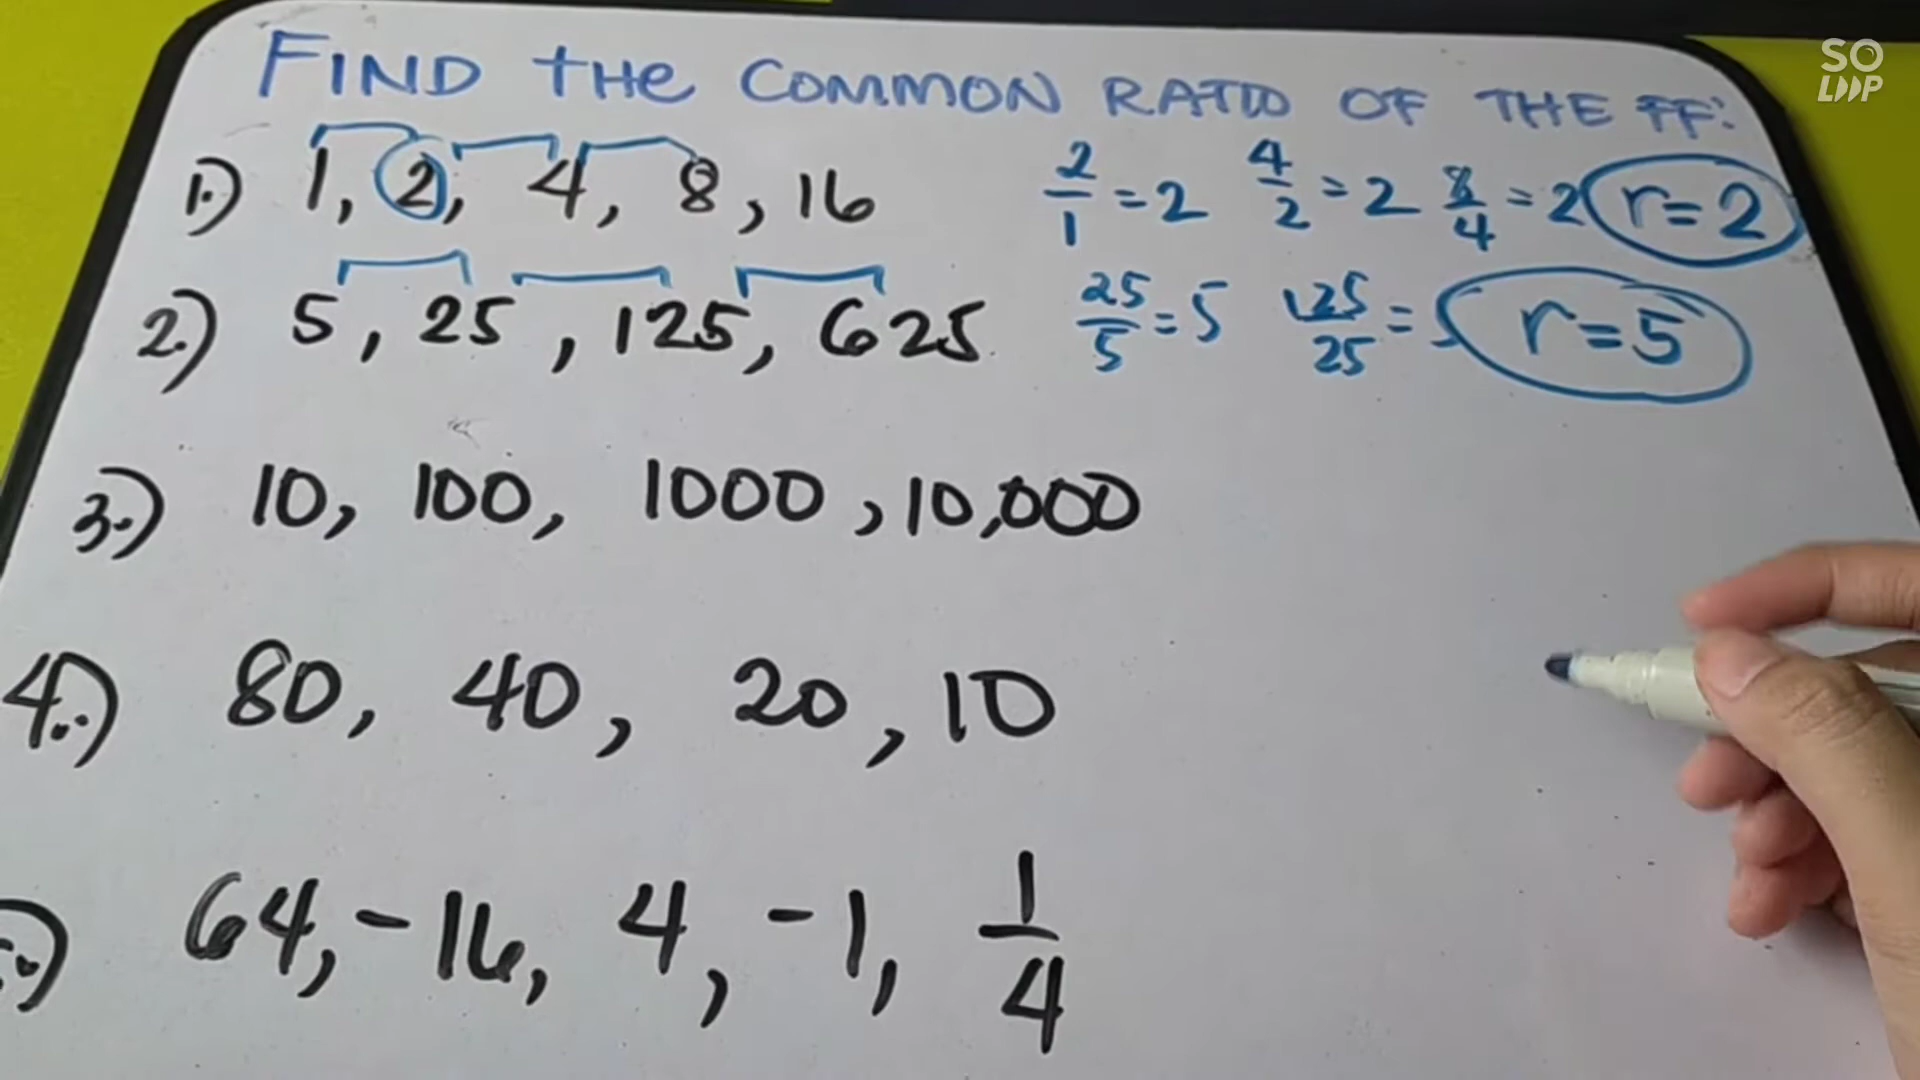 SO
LOOP
FIND THE COMMON RATIO OF THE FF:
1.) 1, 2, 4, 8, 16 2/1 = 2 4/2 = 2 8/4 = 2 r = 2
2.) 5, 25, 125, 625 25/5 = 5 125/25 = 5 r = 5
3.) 10, 100, 1000, 10,000
4.) 80, 40, 20, 10
64, -16, 4, -1, 1/4